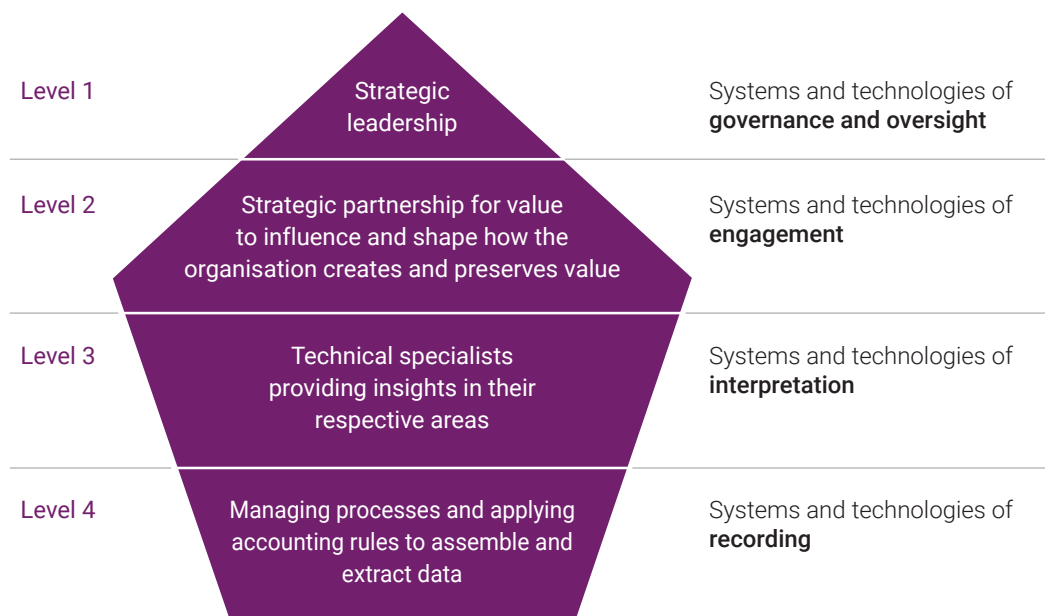 Level 1
Strategic
leadership
Systems and technologies of
governance and oversight
Level 2
Strategic partnership for value
to influence and shape how the
organisation creates and preserves value
Systems and technologies of
engagement
Level 3
Technical specialists
providing insights in their
respective areas
Systems and technologies of
interpretation
Level 4
Managing processes and applying
accounting rules to assemble and
extract data
Systems and technologies of
recording